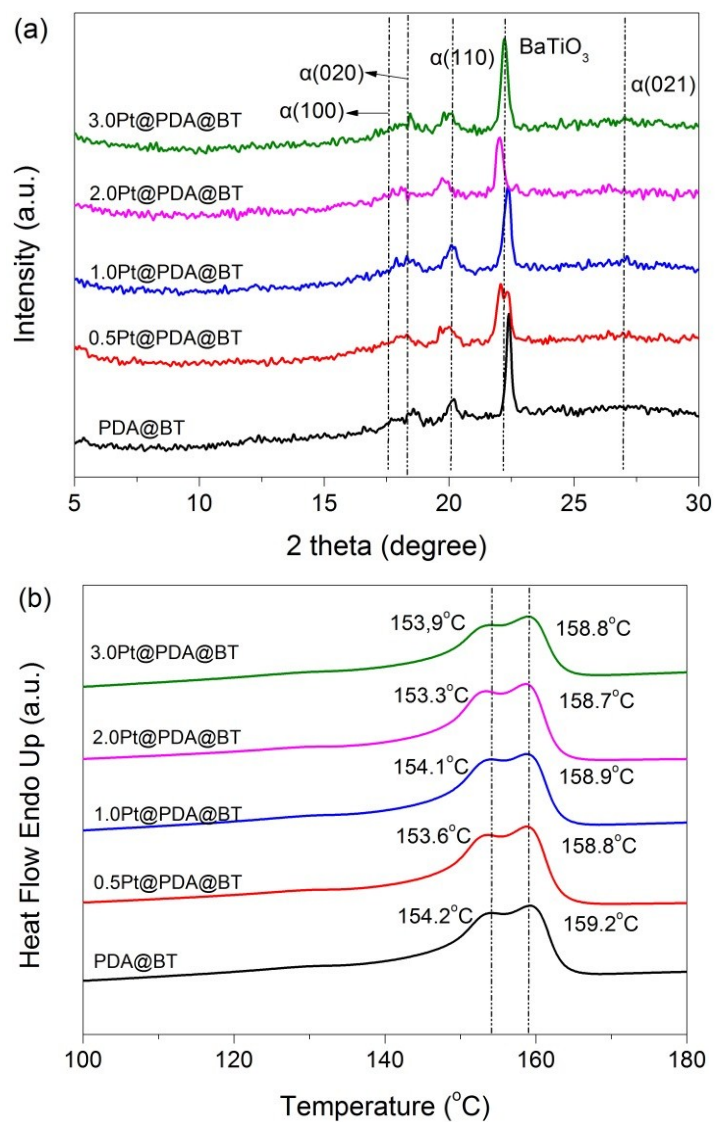 (a)
α(020)
α(110)
BaTiO₃
α(021)
α(100)
3.0Pt@PDA@BT
2.0Pt@PDA@BT
1.0Pt@PDA@BT
0.5Pt@PDA@BT
PDA@BT
Intensity (a.u.)
5 10 15 20 25 30
2 theta (degree)
(b)
153,9°C 158.8°C
3.0Pt@PDA@BT
153.3°C 158.7°C
2.0Pt@PDA@BT
154.1°C 158.9°C
1.0Pt@PDA@BT
153.6°C 158.8°C
0.5Pt@PDA@BT
154.2°C 159.2°C
PDA@BT
Heat Flow Endo Up (a.u.)
100 120 140 160 180
Temperature (°C)